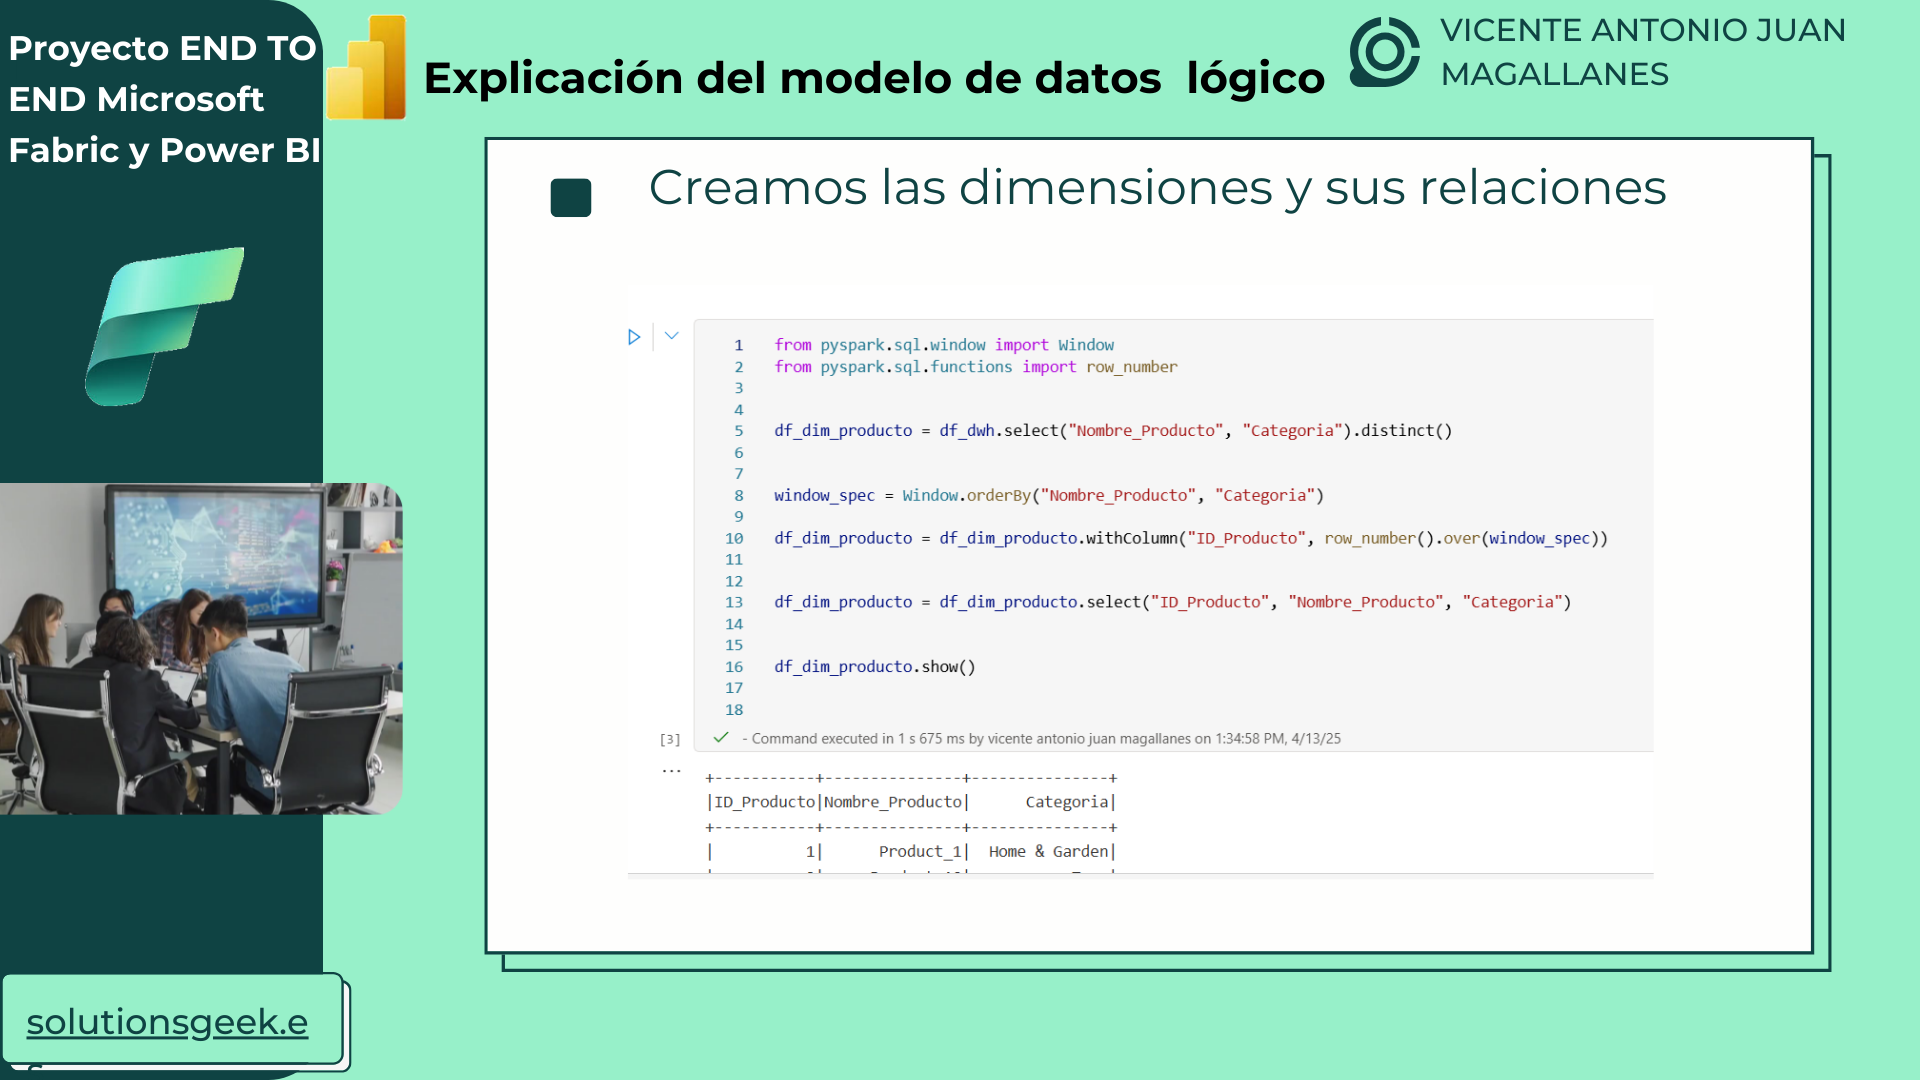 Proyecto END TO
END Microsoft
Fabric y Power BI
Explicación del modelo de datos  lógico
VICENTE ANTONIO JUAN
MAGALLANES
Creamos las dimensiones y sus relaciones
1 from pyspark.sql.window import Window
2 from pyspark.sql.functions import row_number
3
4
5 df_dim_producto = df_dwh.select("Nombre_Producto", "Categoria").distinct()
6
7
8 window_spec = Window.orderBy("Nombre_Producto", "Categoria")
9
10 df_dim_producto = df_dim_producto.withColumn("ID_Producto", row_number().over(window_spec))
11
12
13 df_dim_producto = df_dim_producto.select("ID_Producto", "Nombre_Producto", "Categoria")
14
15
16 df_dim_producto.show()
17
18
[3] - Command executed in 1 s 675 ms by vicente antonio juan magallanes on 1:34:58 PM, 4/13/25
...
+-----------+---------------+---------------+
|ID_Producto|Nombre_Producto|      Categoria|
+-----------+---------------+---------------+
|          1|      Product_1|  Home & Garden|
solutionsgeek.e